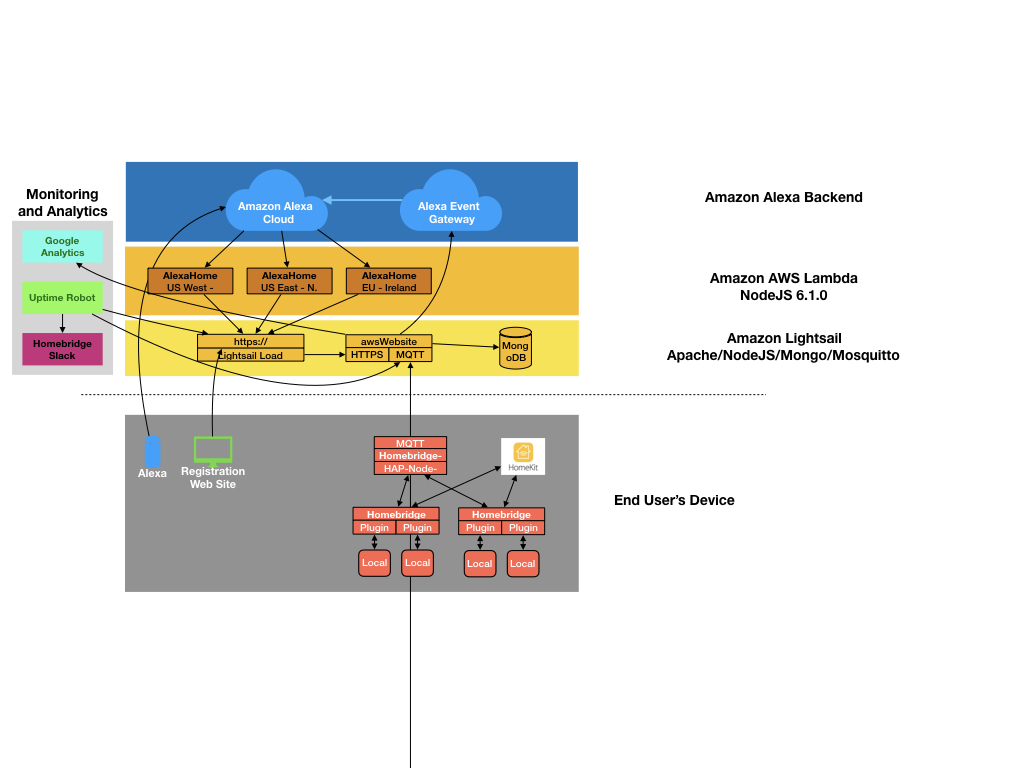 Amazon Alexa
Cloud
Alexa Event
Gateway
Amazon Alexa Backend
Monitoring
and Analytics
Google
Analytics
Uptime Robot
Homebridge
Slack
AlexaHome
US West -
AlexaHome
US East - N.
AlexaHome
EU - Ireland
Amazon AWS Lambda
NodeJS 6.1.0
https://
Lightsail Load
awsWebsite
HTTPS
MQTT
Mong
oDB
Amazon Lightsail
Apache/NodeJS/Mongo/Mosquitto
Alexa
Registration
Web Site
MQTT
Homebridge-
HAP-Node-
HomeKit
End User's Device
Homebridge
Plugin
Plugin
Homebridge
Plugin
Plugin
Local
Local
Local
Local